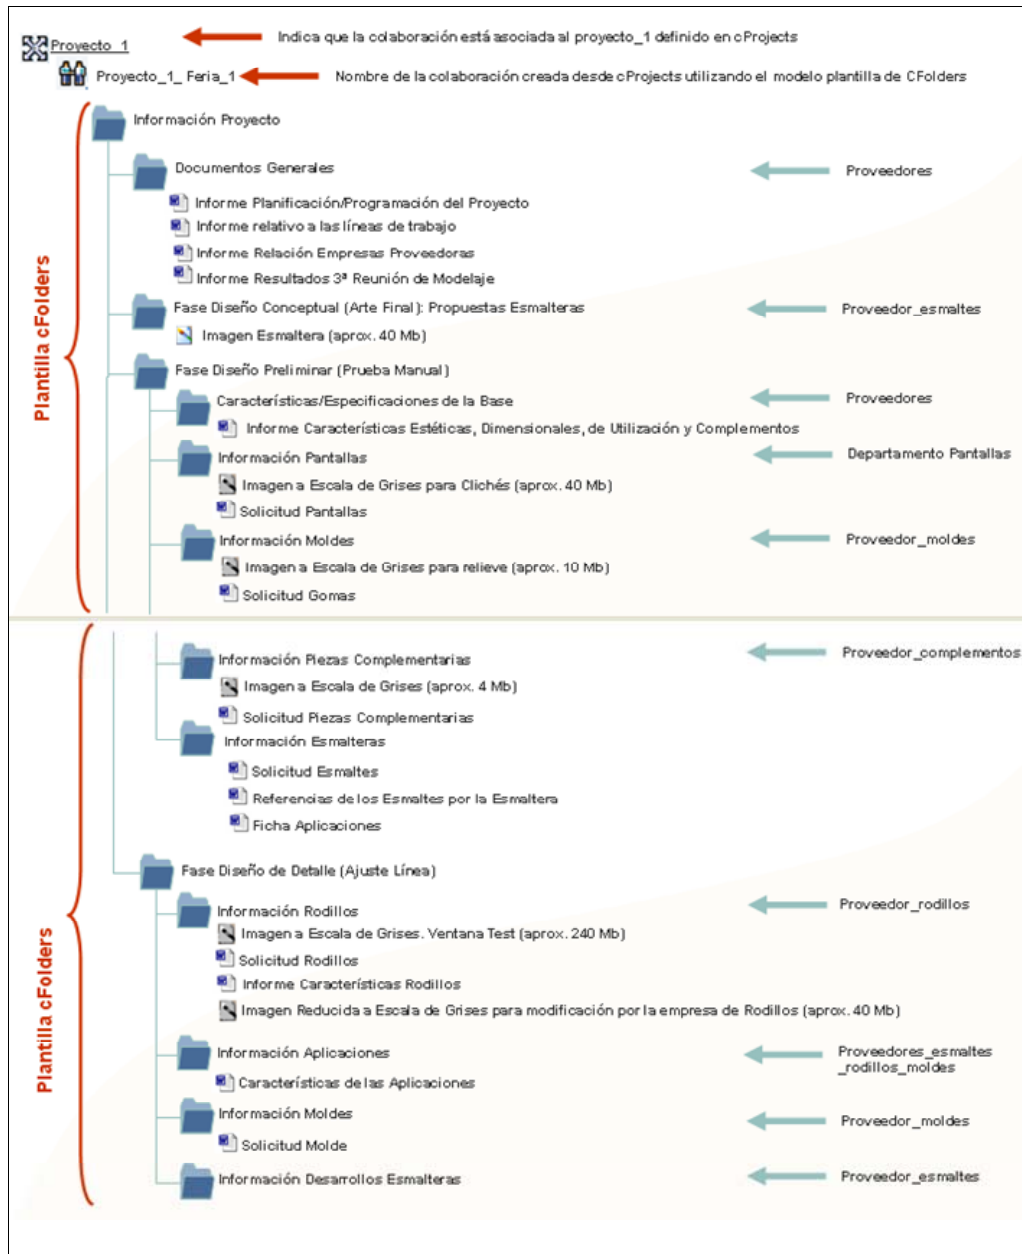 Proyecto_1
Indica que la colaboración está asociada al proyecto_1 definido en cProjects
Proyecto_1_ Feria_1
Nombre de la colaboración creada desde cProjects utilizando el modelo plantilla de CFolders
Plantilla cFolders
Información Proyecto
Documentos Generales
Proveedores
Informe Planificación/Programación del Proyecto
Informe relativo a las líneas de trabajo
Informe Relación Empresas Proveedoras
Informe Resultados 3ª Reunión de Modelaje
Fase Diseño Conceptual (Arte Final): Propuestas Esmalteras
Proveedor_esmaltes
Imagen Esmaltera (aprox. 40 Mb)
Fase Diseño Preliminar (Prueba Manual)
Características/Especificaciones de la Base
Proveedores
Informe Características Estéticas, Dimensionales, de Utilización y Complementos
Información Pantallas
Departamento Pantallas
Imagen a Escala de Grises para Clichés (aprox. 40 Mb)
Solicitud Pantallas
Información Moldes
Proveedor_moldes
Imagen a Escala de Grises para relieve (aprox. 10 Mb)
Solicitud Gomas
Plantilla cFolders
Información Piezas Complementarias
Proveedor_complementos
Imagen a Escala de Grises (aprox. 4 Mb)
Solicitud Piezas Complementarias
Información Esmalteras
Solicitud Esmaltes
Referencias de los Esmaltes por la Esmaltera
Ficha Aplicaciones
Fase Diseño de Detalle (Ajuste Línea)
Información Rodillos
Proveedor_rodillos
Imagen a Escala de Grises. Ventana Test (aprox. 240 Mb)
Solicitud Rodillos
Informe Características Rodillos
Imagen Reducida a Escala de Grises para modificación por la empresa de Rodillos (aprox. 40 Mb)
Información Aplicaciones
Proveedores_esmaltes
_rodillos_moldes
Características de las Aplicaciones
Información Moldes
Proveedor_moldes
Solicitud Molde
Información Desarrollos Esmalteras
Proveedor_esmaltes